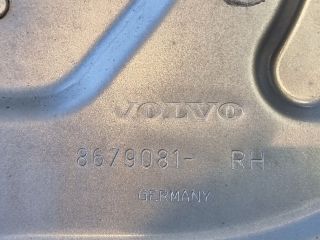 VOLVO
8679081- RH
GERMANY